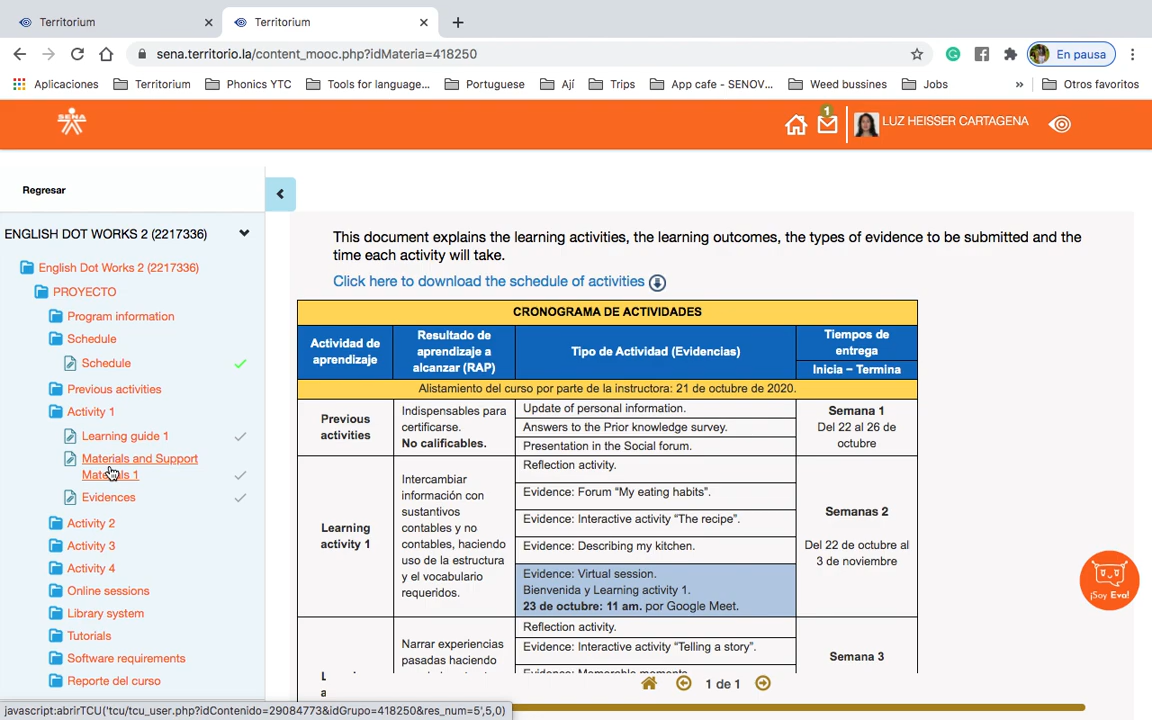 Territorium
Territorium
sena.territorio.la/content_mooc.php?idMateria=418250
En pausa
Aplicaciones
Territorium
Phonics YTC
Tools for language...
Portuguese
Ají
Trips
App cafe - SENOV...
Weed bussines
Jobs
»
Otros favoritos
SENA
1
LUZ HEISSER CARTAGENA
Regresar
ENGLISH DOT WORKS 2 (2217336)
English Dot Works 2 (2217336)
PROYECTO
Program information
Schedule
Schedule
Previous activities
Activity 1
Learning guide 1
Materials and Support
Materials 1
Evidences
Activity 2
Activity 3
Activity 4
Online sessions
Library system
Tutorials
Software requirements
Reporte del curso
This document explains the learning activities, the learning outcomes, the types of evidence to be submitted and the
time each activity will take.
Click here to download the schedule of activities
CRONOGRAMA DE ACTIVIDADES
Actividad de
aprendizaje
Resultado de
aprendizaje a
alcanzar (RAP)
Tipo de Actividad (Evidencias)
Tiempos de
entrega
Inicia – Termina
Alistamiento del curso por parte de la instructora: 21 de octubre de 2020.
Previous
activities
Indispensables para
certificarse.
No calificables.
Update of personal information.
Answers to the Prior knowledge survey.
Presentation in the Social forum.
Semana 1
Del 22 al 26 de
octubre
Learning
activity 1
Intercambiar
información con
sustantivos
contables y no
contables, haciendo
uso de la estructura
y el vocabulario
requeridos.
Reflection activity.
Evidence: Forum “My eating habits”.
Evidence: Interactive activity “The recipe”.
Evidence: Describing my kitchen.
Evidence: Virtual session.
Bienvenida y Learning activity 1.
23 de octubre: 11 am. por Google Meet.
Semanas 2
Del 22 de octubre al
3 de noviembre
Narrar experiencias
pasadas haciendo
Reflection activity.
Evidence: Interactive activity “Telling a story”.
Semana 3
1 de 1
¡Soy Eva!
javascript:abrirTCU('tcu/tcu_user.php?idContenido=29084773&idGrupo=418250&res_num=5',5,0)